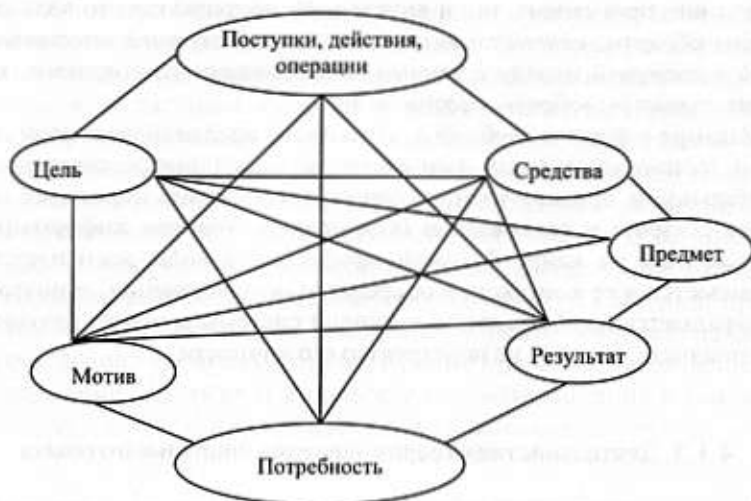 Поступки, действия,
операции
Цель
Средства
Предмет
Мотив
Результат
Потребность